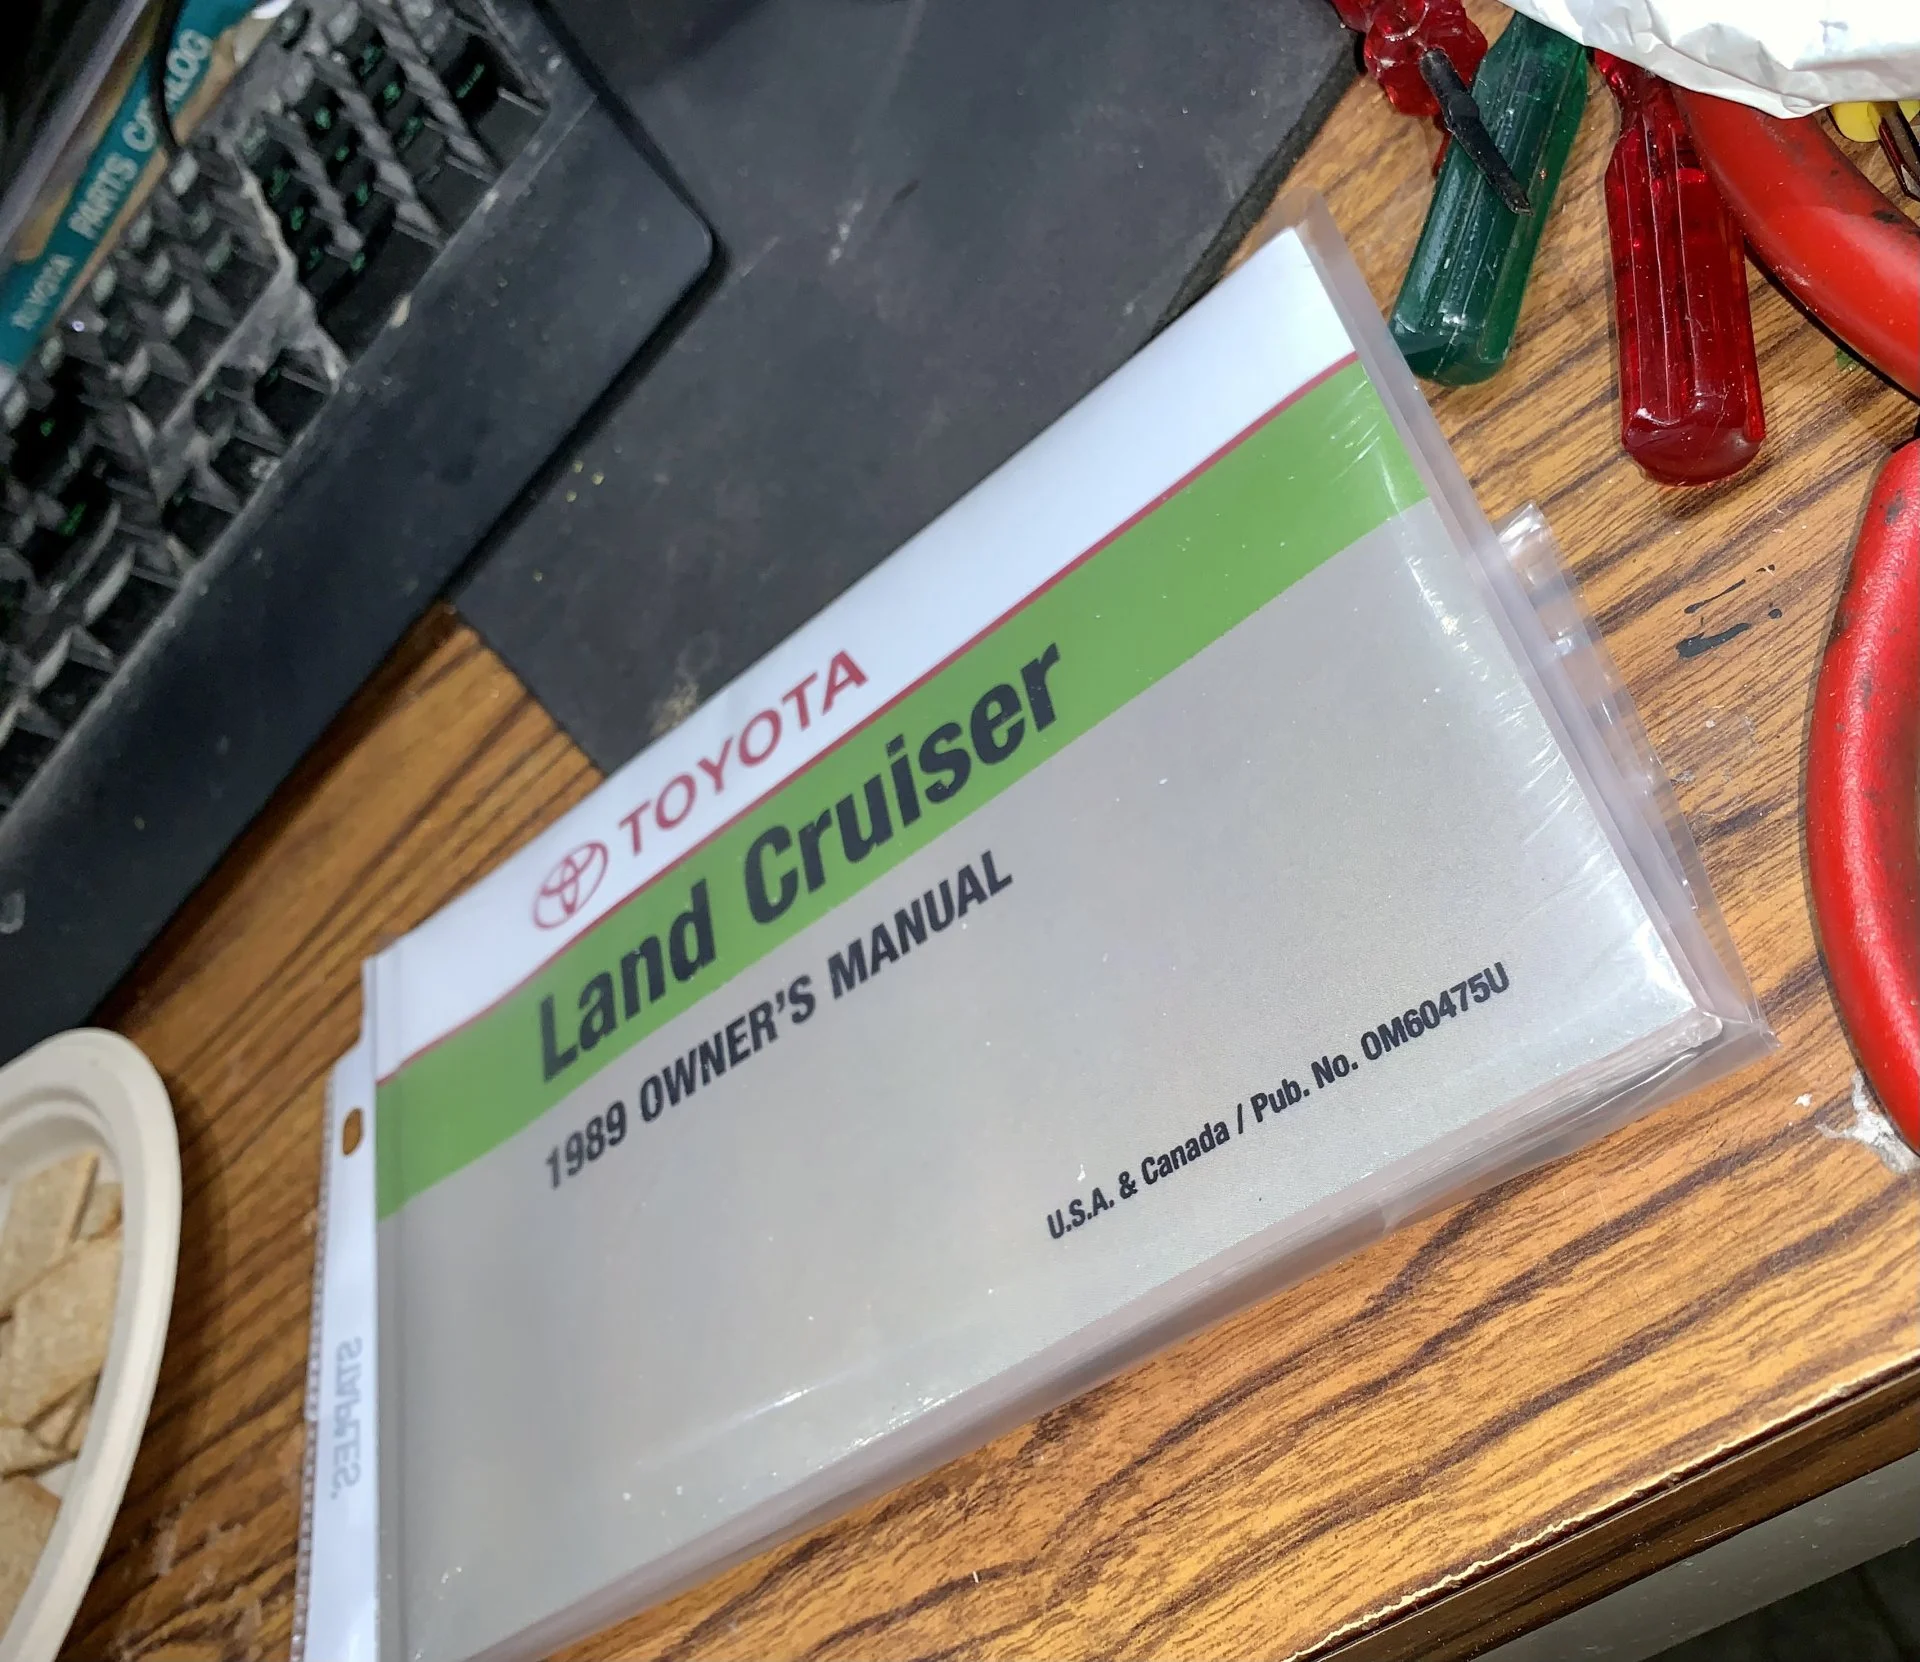 TOYOTA PARTS CATALOG
TOYOTA
Land Cruiser
1989 OWNER'S MANUAL
U.S.A. & Canada / Pub. No. OM60475U
STAPLES.